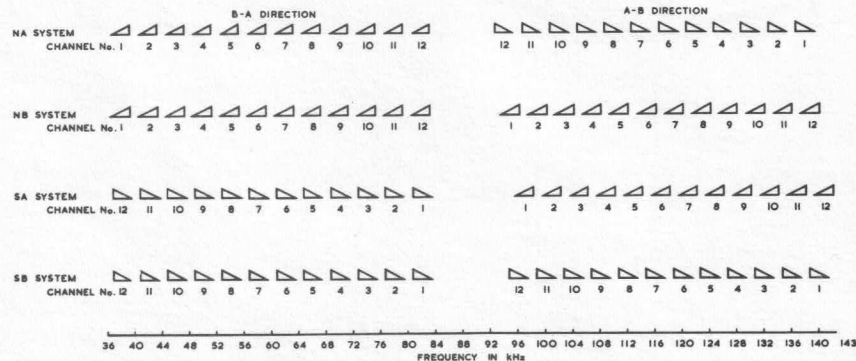 B-A DIRECTION A-B DIRECTION
NA SYSTEM
CHANNEL No. 1 2 3 4 5 6 7 8 9 10 11 12 12 11 10 9 8 7 6 5 4 3 2 1
NB SYSTEM
CHANNEL No. 1 2 3 4 5 6 7 8 9 10 11 12 1 2 3 4 5 6 7 8 9 10 11 12
SA SYSTEM
CHANNEL No. 12 11 10 9 8 7 6 5 4 3 2 1 1 2 3 4 5 6 7 8 9 10 11 12
SB SYSTEM
CHANNEL No. 12 11 10 9 8 7 6 5 4 3 2 1 12 11 10 9 8 7 6 5 4 3 2 1
36 40 44 48 52 56 60 64 68 72 76 80 84 88 92 96 100 104 108 112 116 120 124 128 132 136 140 143
FREQUENCY IN kHz